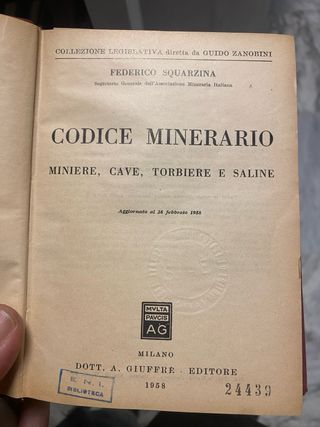 COLLEZIONE LEGISLATIVA diretta da GUIDO ZANOBINI
FEDERICO SQUARZINA
Segretario Generale dell'Associazione Mineraria Italiana
CODICE MINERARIO
MINIERE, CAVE, TORBIERE E SALINE
Aggiornato al 28 febbraio 1958
MVLTA
PAVCIS
AG
MILANO
DOTT. A. GIUFFRÈ - EDITORE
1958
E. N. I.
BIBLIOTECA
24439